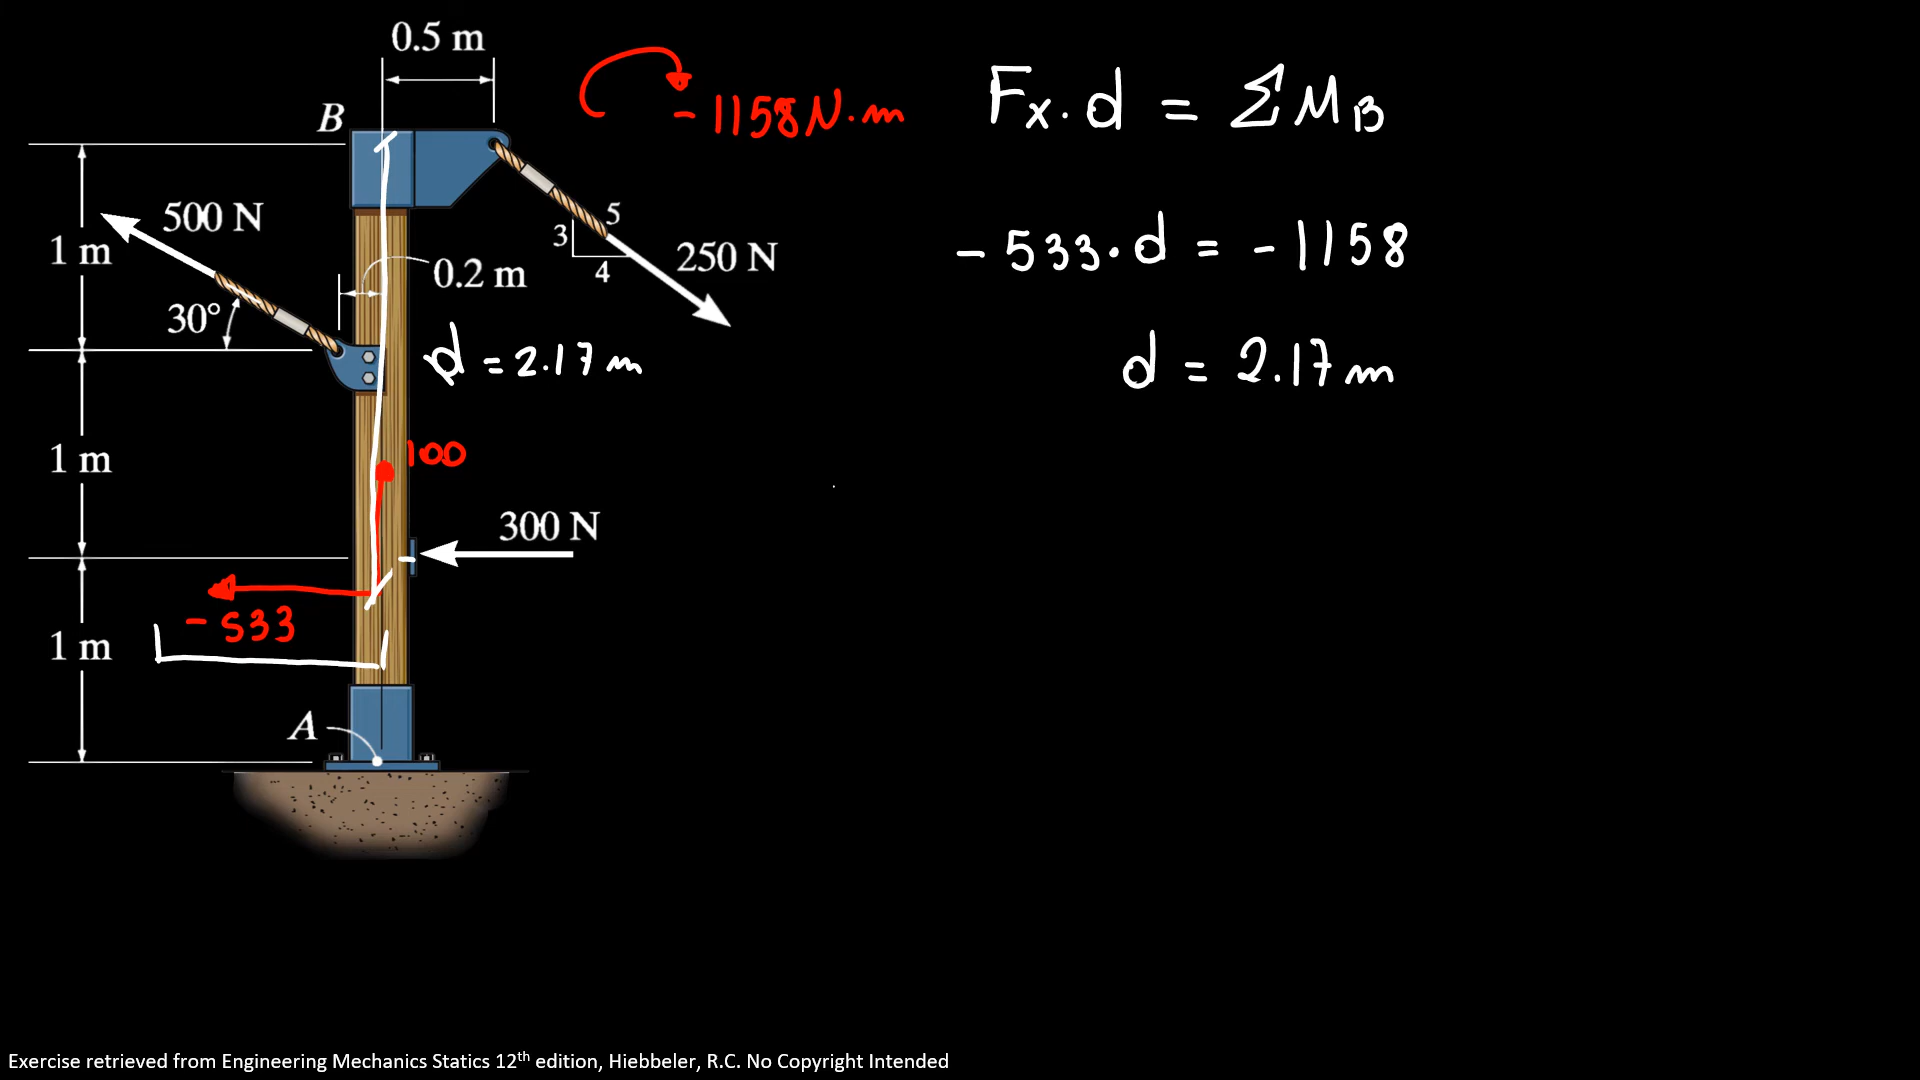 0.5 m
B
- 1158 N·m
Fx · d = ΣMB
500 N
1 m
30°
0.2 m
3
5
4
250 N
- 533 · d = - 1158
d = 2.17 m
d = 2.17 m
1 m
100
300 N
- 533
1 m
A
Exercise retrieved from Engineering Mechanics Statics 12th edition, Hiebbeler, R.C. No Copyright Intended